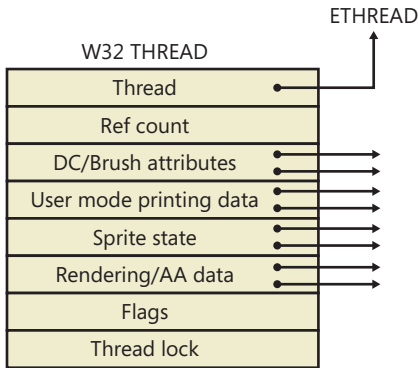 ETHREAD
W32 THREAD
Thread
Ref count
DC/Brush attributes
User mode printing data
Sprite state
Rendering/AA data
Flags
Thread lock